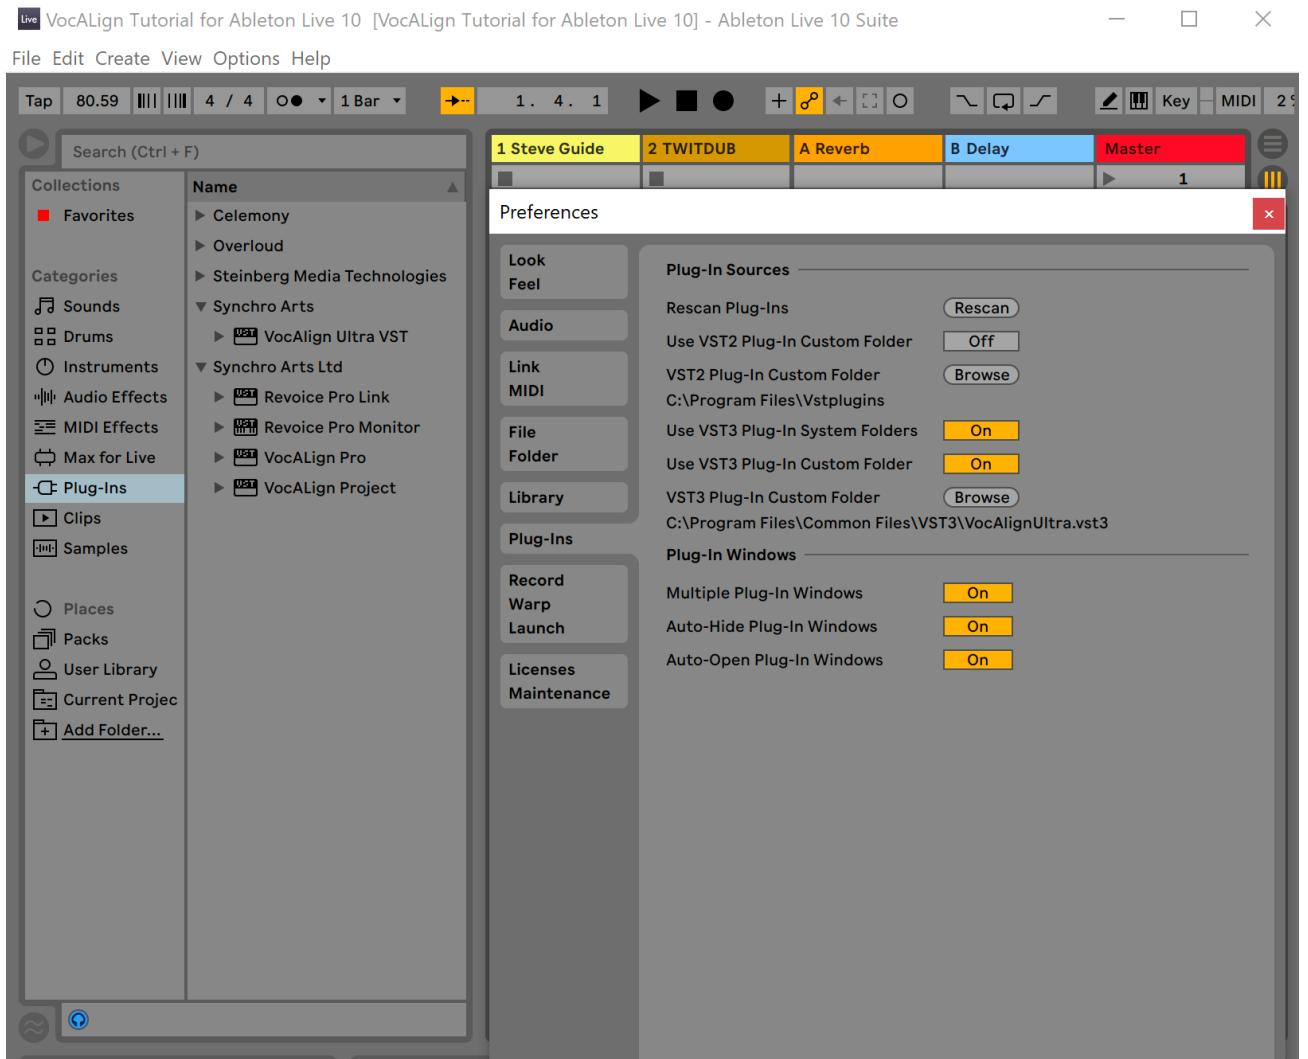 Live VocALign Tutorial for Ableton Live 10 [VocALign Tutorial for Ableton Live 10] - Ableton Live 10 Suite
File Edit Create View Options Help
Tap 80.59 4 / 4 1 Bar 1. 4. 1 Key MIDI 2
Search (Ctrl + F)
1 Steve Guide 2 TWITDUB A Reverb B Delay Master
1
Collections
Favorites
Categories
Sounds
Drums
Instruments
Audio Effects
MIDI Effects
Max for Live
Plug-Ins
Clips
Samples
Places
Packs
User Library
Current Projec
Add Folder...
Name
Celemony
Overloud
Steinberg Media Technologies
Synchro Arts
VST VocAlign Ultra VST
Synchro Arts Ltd
VST Revoice Pro Link
VST Revoice Pro Monitor
VST VocALign Pro
VST VocALign Project
Preferences
Look
Feel
Audio
Link
MIDI
File
Folder
Library
Plug-Ins
Record
Warp
Launch
Licenses
Maintenance
Plug-In Sources
Rescan Plug-Ins Rescan
Use VST2 Plug-In Custom Folder Off
VST2 Plug-In Custom Folder Browse
C:\Program Files\Vstplugins
Use VST3 Plug-In System Folders On
Use VST3 Plug-In Custom Folder On
VST3 Plug-In Custom Folder Browse
C:\Program Files\Common Files\VST3\VocAlignUltra.vst3
Plug-In Windows
Multiple Plug-In Windows On
Auto-Hide Plug-In Windows On
Auto-Open Plug-In Windows On